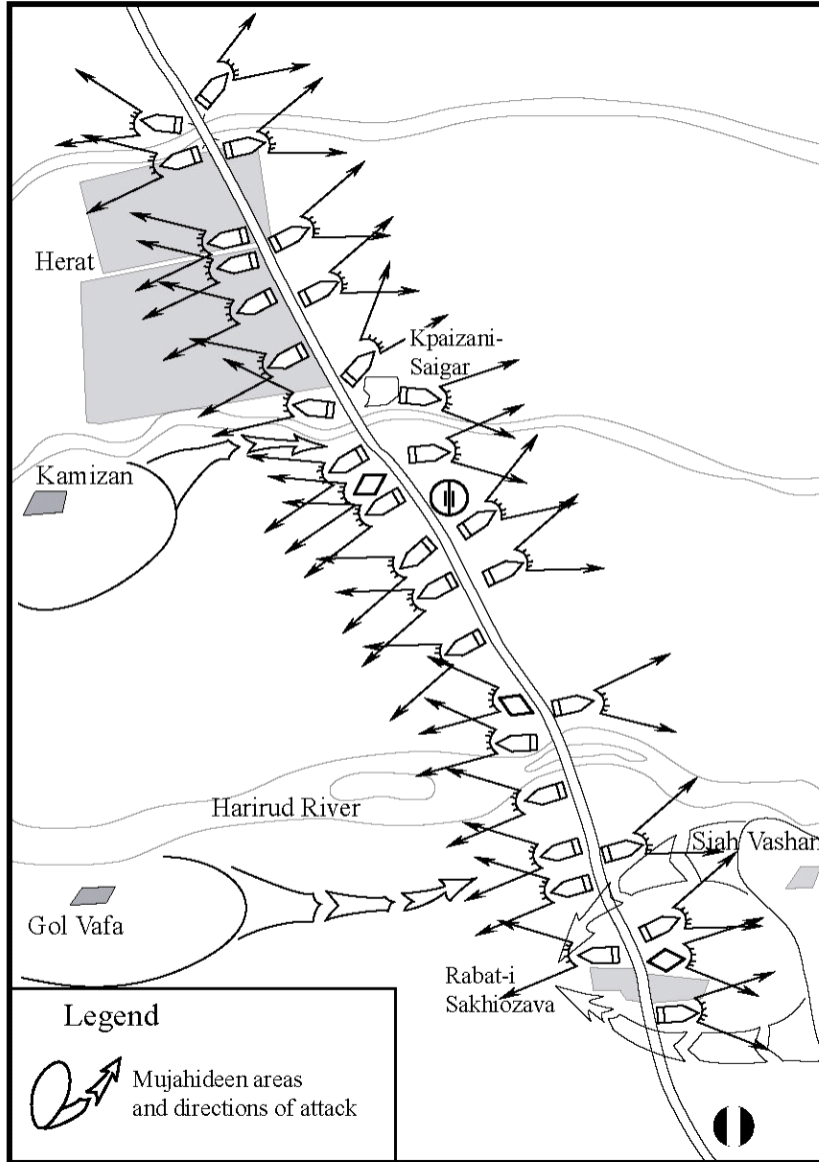 Herat
Kpaizani-
Saigar
Kamizan
Harirud River
Siah Vashan
Gol Vafa
Rabat-i
Sakhiozava
Legend
Mujahideen areas
and directions of attack